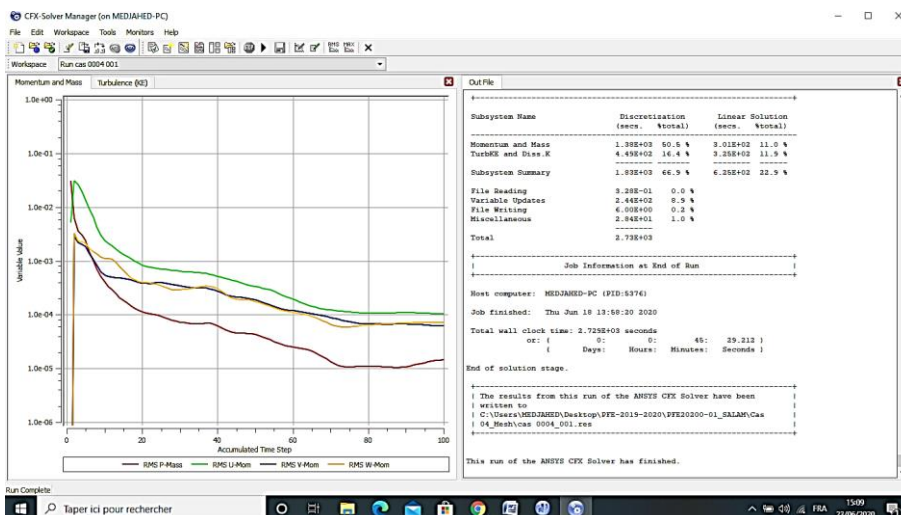 CFX-Solver Manager (on MEDJAHED-PC)
File Edit Workspace Tools Monitors Help
Workspace Run cas 0004 001
Momentum and Mass Turbulence (KE)
1.0e+00
1.0e-01
1.0e-02
1.0e-03
1.0e-04
1.0e-05
1.0e-06
Variable Value
0 20 40 60 80 100
Accumulated Time Step
RMS P-Mass RMS U-Mom RMS V-Mom RMS W-Mom
Out File
Subsystem Name Discretization Linear Solution
(secs. %total) (secs. %total)
Momentum and Mass 1.38E+03 50.5 % 3.01E+02 11.0 %
TurbKE and Diss.K 4.49E+02 16.4 % 3.25E+02 11.9 %
Subsystem Summary 1.83E+03 66.9 % 6.25E+02 22.9 %
File Reading 3.28E-01 0.0 %
Variable Updates 2.44E+02 8.9 %
File Writing 6.00E+00 0.2 %
Miscellaneous 2.84E+01 1.0 %
Total 2.73E+03
Job Information at End of Run
Host computer: MEDJAHED-PC (PID:5376)
Job finished: Thu Jun 18 13:58:20 2020
Total wall clock time: 2.729E+03 seconds
or: ( 0: 0: 45: 29.212 )
( Days: Hours: Minutes: Seconds )
End of solution stage.
The results from this run of the ANSYS CFX Solver have been
written to
C:\Users\MEDJAHED\Desktop\PFE-2019-2020\PFE20200-01_SALAM\Cas
04_Mesh\cas 0004_001.res
This run of the ANSYS CFX Solver has finished.
Run Complete
Taper ici pour rechercher
FRA
15:09